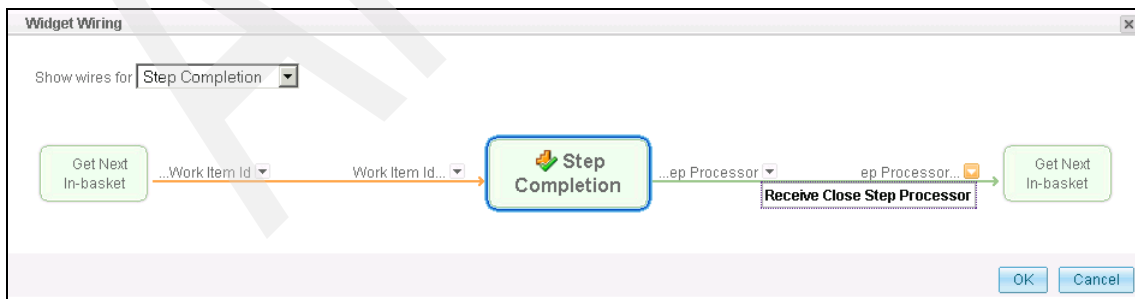 Widget Wiring
Show wires for Step Completion
Get Next
In-basket
...Work Item Id
Work Item Id...
Step
Completion
...ep Processor
ep Processor...
Receive Close Step Processor
Get Next
In-basket
OK
Cancel